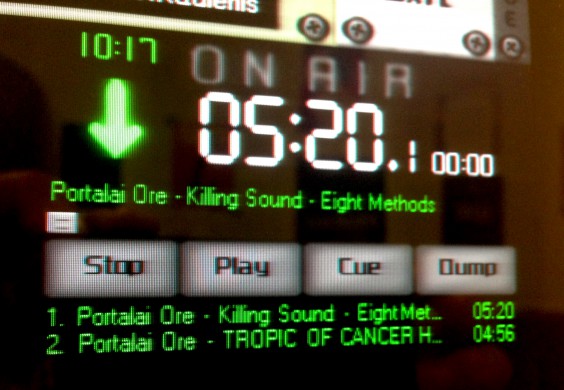 10:17
ON AIR
05:20.1 00:00
Portalai Ore - Killing Sound - Eight Methods
Stop Play Cue Dump
1. Portalai Ore - Killing Sound - Eight Met... 05:20
2. Portalai Ore - TROPIC OF CANCER H... 04:56